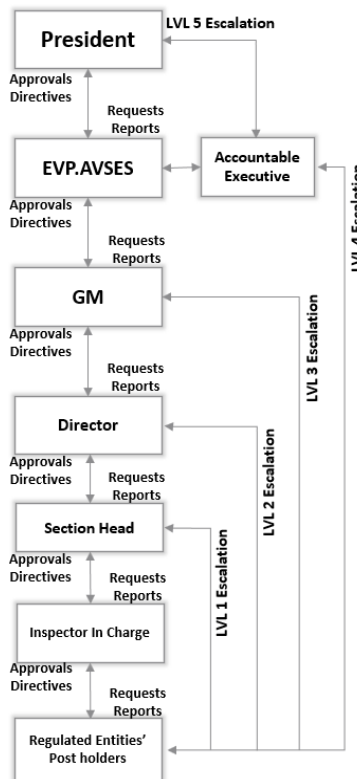 LVL 5 Escalation
President
Approvals
Directives
Requests
Reports
EVP.AVSES
Accountable
Executive
Approvals
Directives
Requests
Reports
LVL 4 Escalation
GM
Approvals
Directives
Requests
Reports
LVL 3 Escalation
Director
Approvals
Directives
Requests
Reports
LVL 2 Escalation
Section Head
Approvals
Directives
Requests
Reports
LVL 1 Escalation
Inspector In Charge
Approvals
Directives
Requests
Reports
Regulated Entities'
Post holders